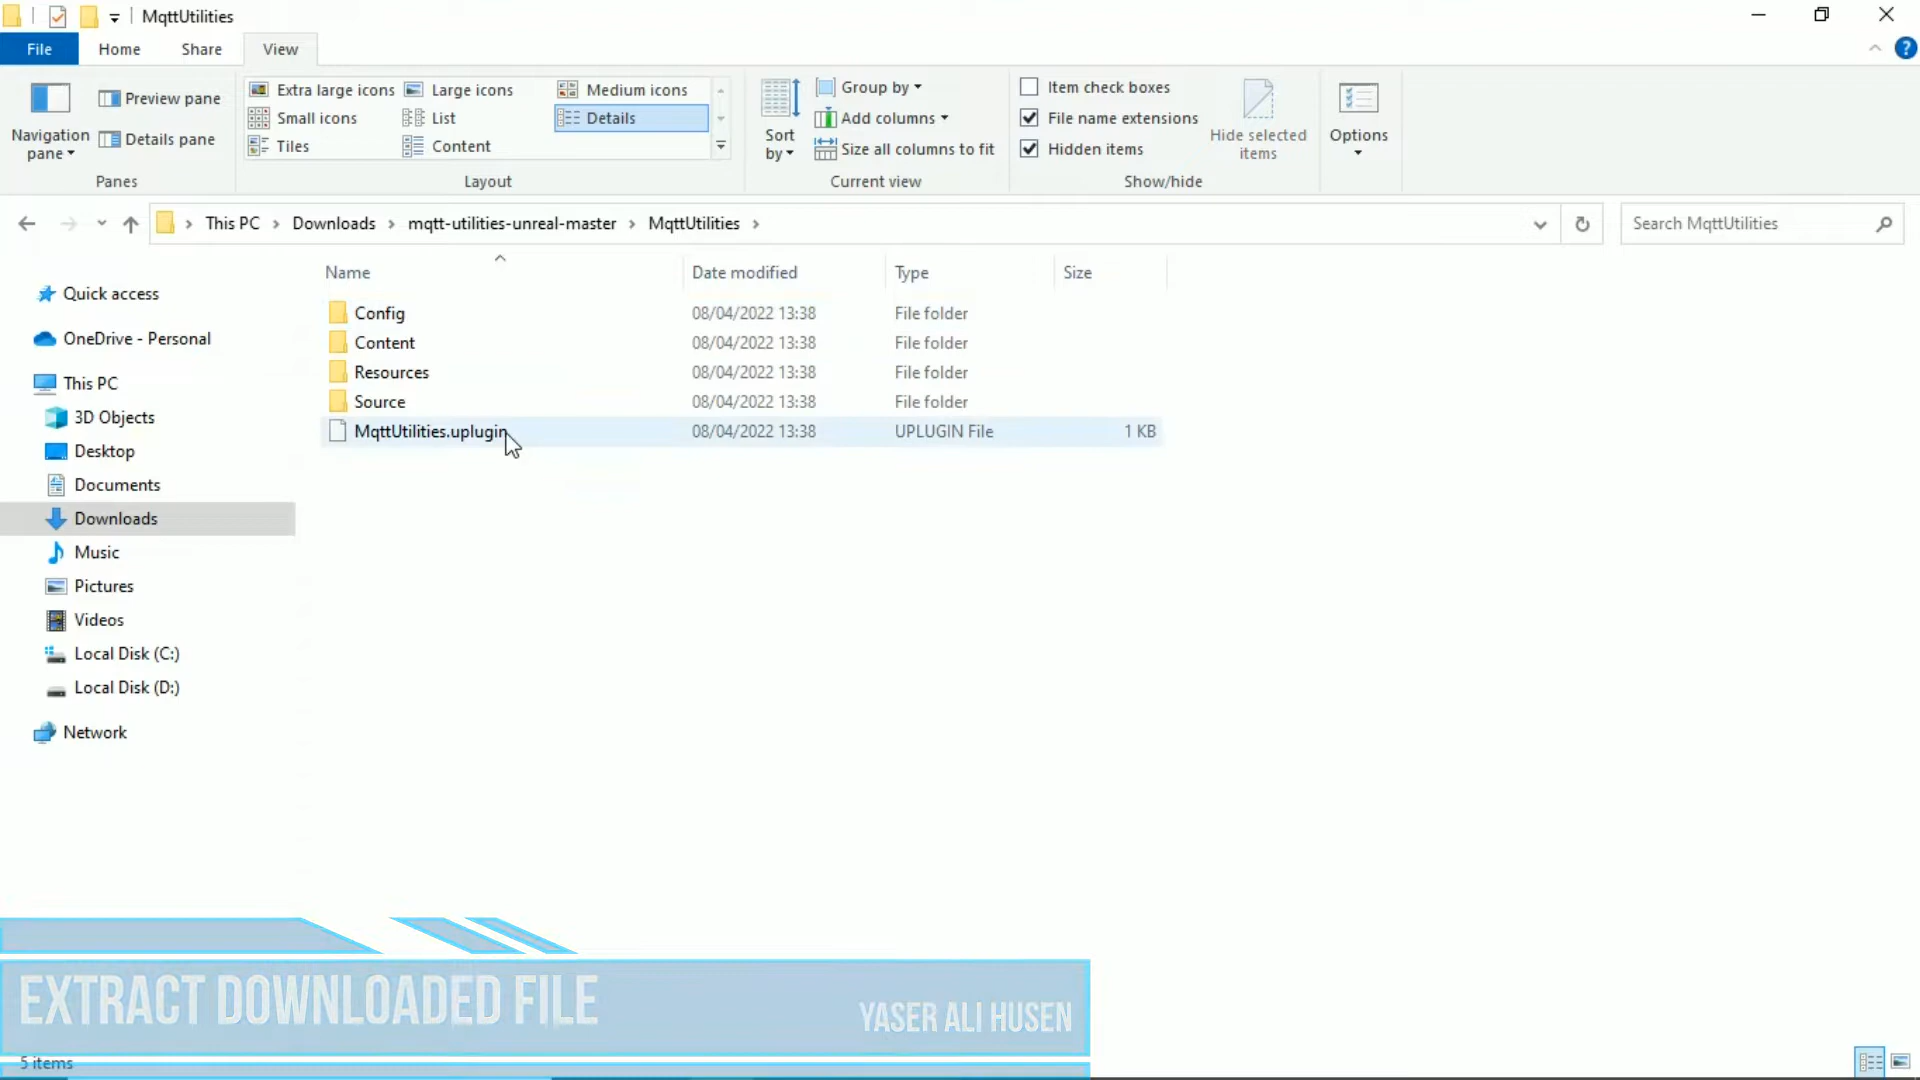 MqttUtilities
File Home Share View
Navigation pane
Preview pane
Details pane
Panes
Extra large icons Large icons Medium icons
Small icons List Details
Tiles Content
Layout
Sort by
Group by
Add columns
Size all columns to fit
Current view
Item check boxes
File name extensions
Hidden items
Hide selected items
Show/hide
Options
This PC Downloads mqtt-utilities-unreal-master MqttUtilities
Search MqttUtilities
Quick access
OneDrive - Personal
This PC
3D Objects
Desktop
Documents
Downloads
Music
Pictures
Videos
Local Disk (C:)
Local Disk (D:)
Network
Name Date modified Type Size
Config 08/04/2022 13:38 File folder
Content 08/04/2022 13:38 File folder
Resources 08/04/2022 13:38 File folder
Source 08/04/2022 13:38 File folder
MqttUtilities.uplugin 08/04/2022 13:38 UPLUGIN File 1 KB
EXTRACT DOWNLOADED FILE
YASER ALI HUSEN
5 items